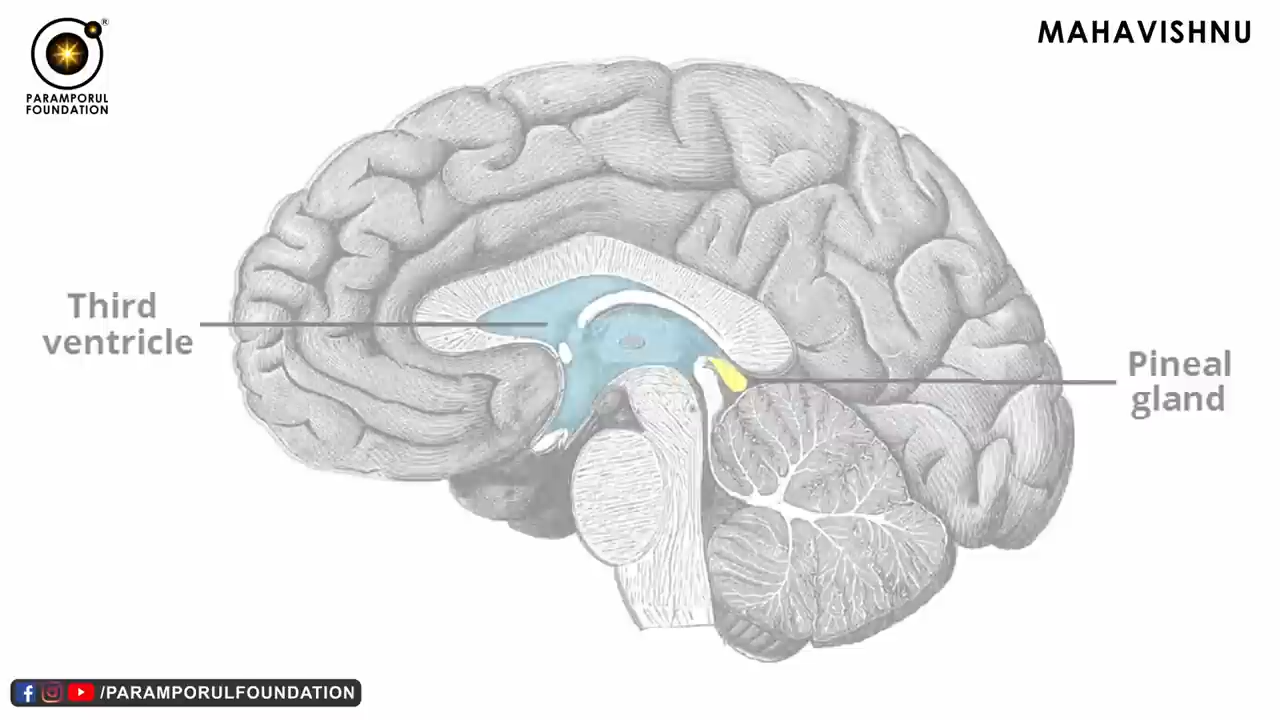 ®
PARAMPORUL
FOUNDATION
MAHAVISHNU
Third
ventricle
Pineal
gland
/PARAMPORULFOUNDATION